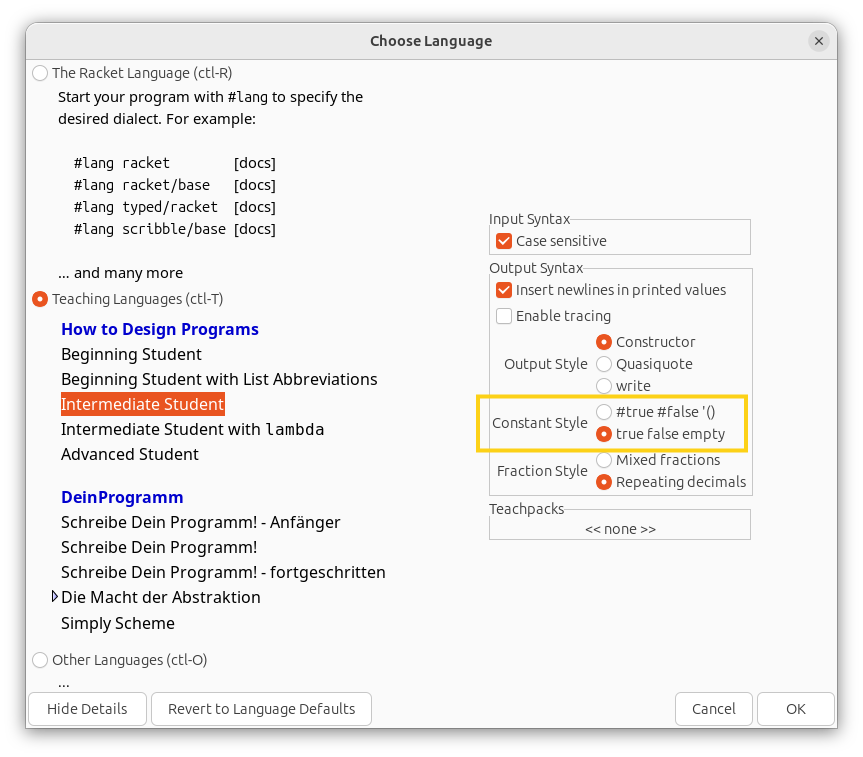 Choose Language
The Racket Language (ctl-R)
Start your program with #lang to specify the
desired dialect. For example:
#lang racket [docs]
#lang racket/base [docs]
#lang typed/racket [docs]
#lang scribble/base [docs]
... and many more
Teaching Languages (ctl-T)
How to Design Programs
Beginning Student
Beginning Student with List Abbreviations
Intermediate Student
Intermediate Student with lambda
Advanced Student
DeinProgramm
Schreibe Dein Programm! - Anfänger
Schreibe Dein Programm!
Schreibe Dein Programm! - fortgeschritten
Die Macht der Abstraktion
Simply Scheme
Other Languages (ctl-O)
...
Input Syntax
Case sensitive
Output Syntax
Insert newlines in printed values
Enable tracing
Output Style
Constructor
Quasiquote
write
Constant Style
#true #false '()
true false empty
Fraction Style
Mixed fractions
Repeating decimals
Teachpacks
<< none >>
Hide Details
Revert to Language Defaults
Cancel
OK